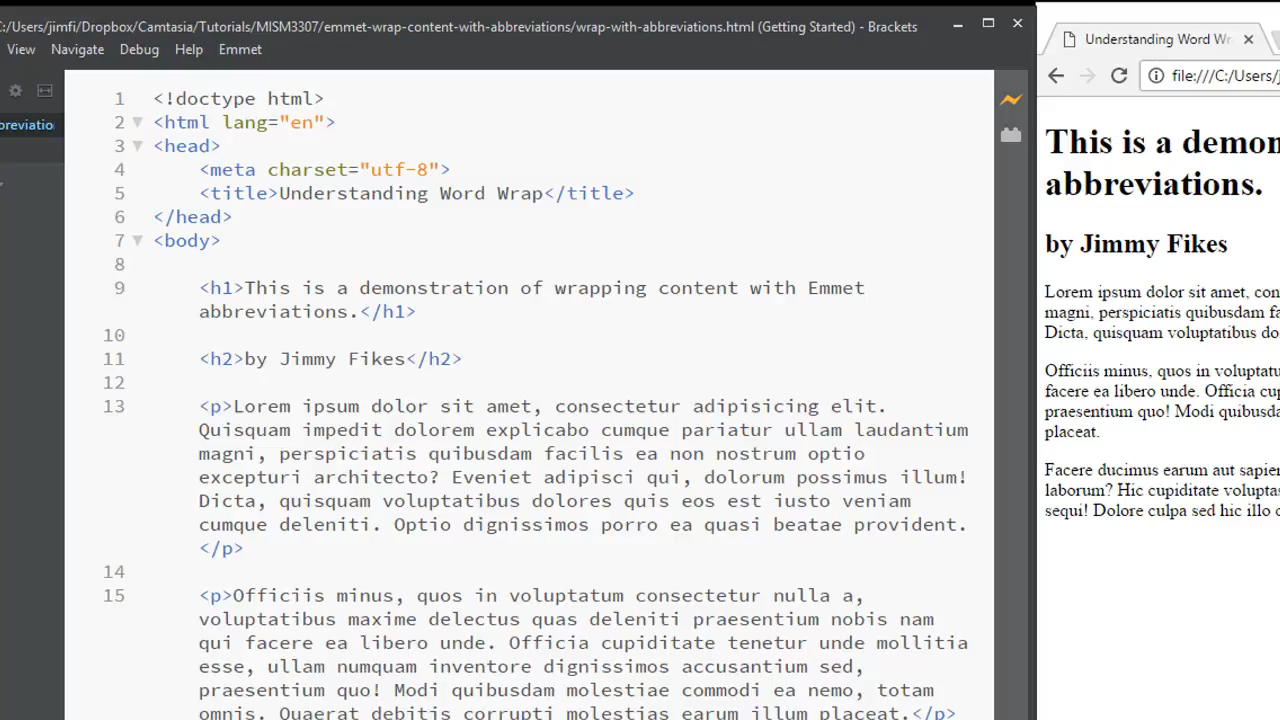 C:/Users/jimfi/Dropbox/Camtasia/Tutorials/MISM3307/emmet-wrap-content-with-abbreviations/wrap-with-abbreviations.html (Getting Started) - Brackets
View Navigate Debug Help Emmet
breviatio
1 <!doctype html>
2 <html lang="en">
3 <head>
4 <meta charset="utf-8">
5 <title>Understanding Word Wrap</title>
6 </head>
7 <body>
8
9 <h1>This is a demonstration of wrapping content with Emmet
abbreviations.</h1>
10
11 <h2>by Jimmy Fikes</h2>
12
13 <p>Lorem ipsum dolor sit amet, consectetur adipisicing elit.
Quisquam impedit dolorem explicabo cumque pariatur ullam laudantium
magni, perspiciatis quibusdam facilis ea non nostrum optio
excepturi architecto? Eveniet adipisci qui, dolorum possimus illum!
Dicta, quisquam voluptatibus dolores quis eos est iusto veniam
cumque deleniti. Optio dignissimos porro ea quasi beatae provident.
</p>
14
15 <p>Officiis minus, quos in voluptatum consectetur nulla a,
voluptatibus maxime delectus quas deleniti praesentium nobis nam
qui facere ea libero unde. Officia cupiditate tenetur unde mollitia
esse, ullam numquam inventore dignissimos accusantium sed,
praesentium quo! Modi quibusdam molestiae commodi ea nemo, totam
omnis. Quaerat debitis corrupti molestias earum illum placeat.</p>
Understanding Word Wr
file:///C:/Users/j
This is a demon
abbreviations.
by Jimmy Fikes
Lorem ipsum dolor sit amet, con
magni, perspiciatis quibusdam fa
Dicta, quisquam voluptatibus do
Officiis minus, quos in voluptatu
facere ea libero unde. Officia cup
praesentium quo! Modi quibusda
placeat.
Facere ducimus earum aut sapien
laborum? Hic cupiditate voluptas
sequi! Dolore culpa sed hic illo c